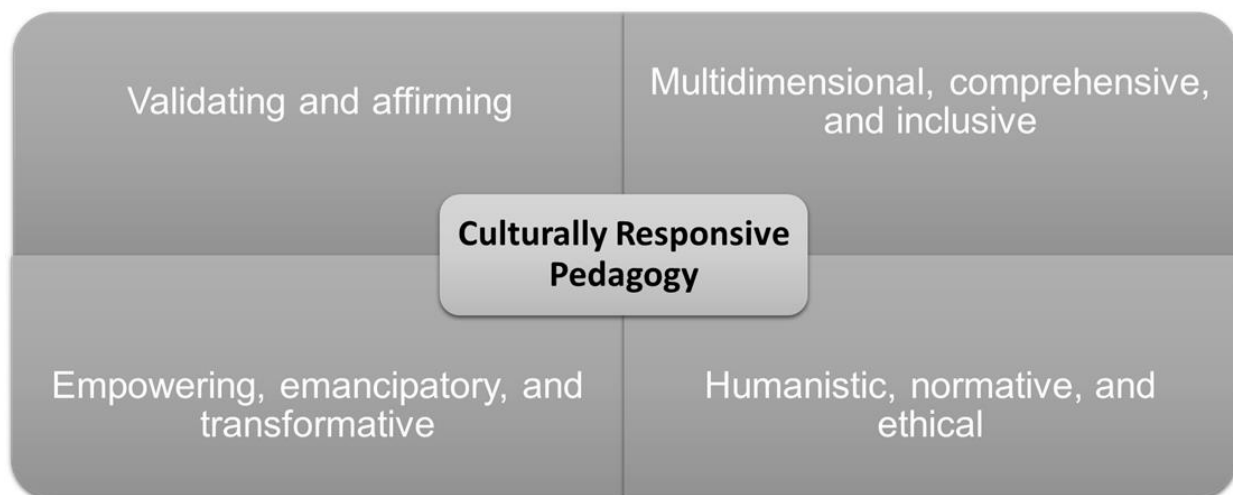 Validating and affirming
Multidimensional, comprehensive,
and inclusive
Culturally Responsive
Pedagogy
Empowering, emancipatory, and
transformative
Humanistic, normative, and
ethical